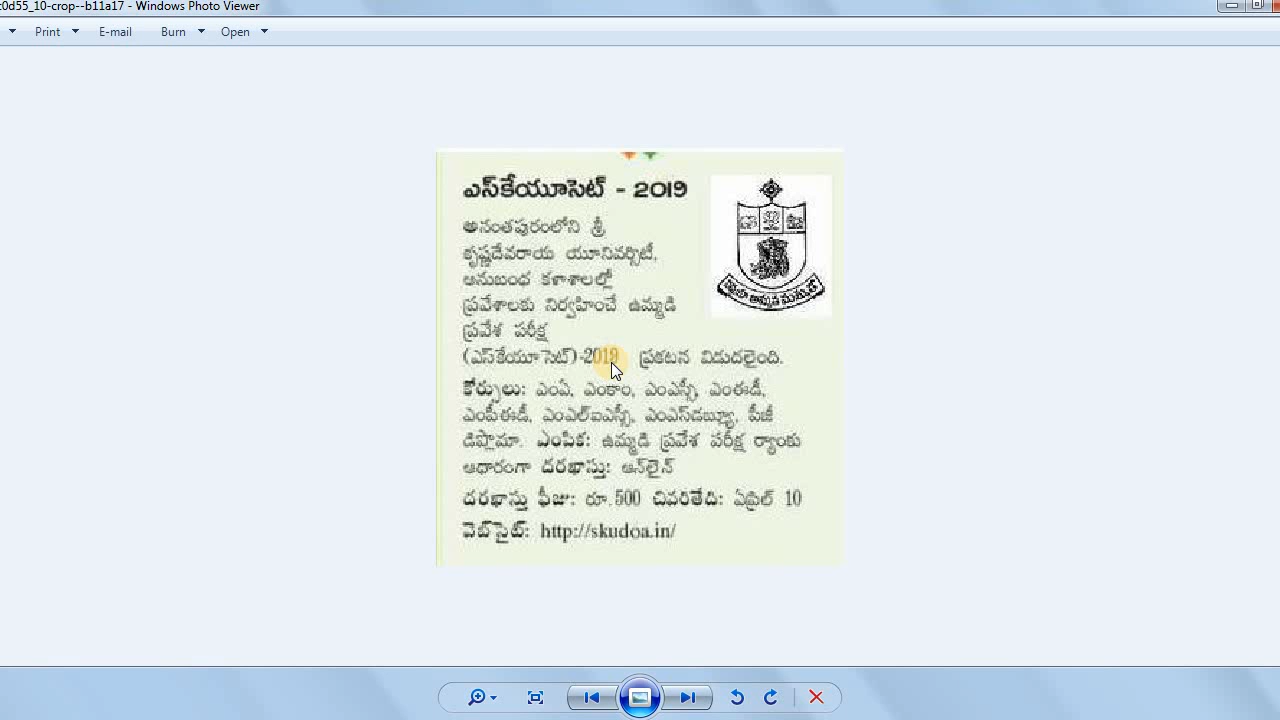 c0d55_10-crop--b11a17 - Windows Photo Viewer
Print E-mail Burn Open
ఎస్‌కేయూసెట్ - 2019
అనంతపురంలోని శ్రీ
కృష్ణదేవరాయ యూనివర్సిటీ,
అనుబంధ కళాశాలల్లో
ప్రవేశాలకు నిర్వహించే ఉమ్మడి
ప్రవేశ పరీక్ష
(ఎస్‌కేయూసెట్)-2019 ప్రకటన విడుదలైంది.
కోర్సులు: ఎంఏ, ఎంకాం, ఎంఎస్సీ, ఎంఈడీ,
ఎంపీఈడీ, ఎంఎల్ఐఎస్సీ, ఎంఎస్‌డబ్ల్యూ, పీజీ
డిప్లొమా. ఎంపిక: ఉమ్మడి ప్రవేశ పరీక్ష ర్యాంకు
ఆధారంగా దరఖాస్తు: ఆన్‌లైన్
దరఖాస్తు ఫీజు: రూ.500 చివరితేది: ఏప్రిల్ 10
వెబ్‌సైట్: http://skudoa.in/